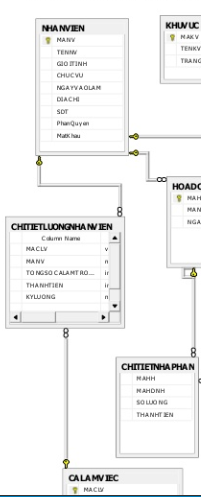 NHANVIEN
MANV
TENNV
GIOITINH
CHUCVU
NGAYVAOLAM
DIACHI
SDT
PhanQuyen
MatKhau
KHUVUC
MAKV
TENKV
TRANG
HOADO
MAH
MAN
NGA
CHITIETLUONGNHANVIEN
Column Name
MACLV
MANV
TONGSOCALAMTRO...
THANHTIEN
KYLUONG
CHITIETNHAPHAN
MAHH
MAHDNH
SOLUONG
THANHTIEN
CALAMVIEC
MACLV